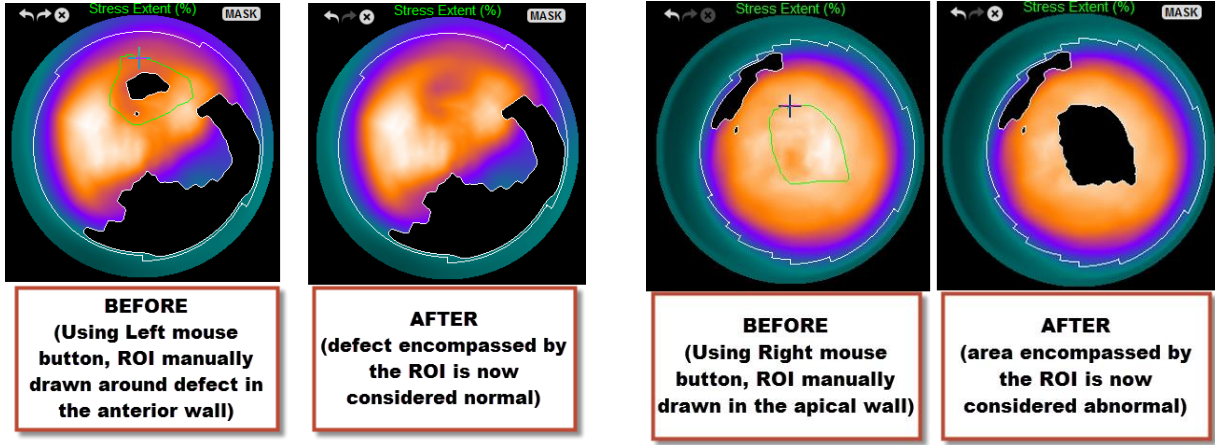 Stress Extent (%)
MASK
Stress Extent (%)
MASK
Stress Extent (%)
Stress Extent (%)
MASK
BEFORE
(Using Left mouse
button, ROI manually
drawn around defect in
the anterior wall)
AFTER
(defect encompassed by
the ROI is now
considered normal)
BEFORE
(Using Right mouse
button, ROI manually
drawn in the apical wall)
AFTER
(area encompassed by
the ROI is now
considered abnormal)